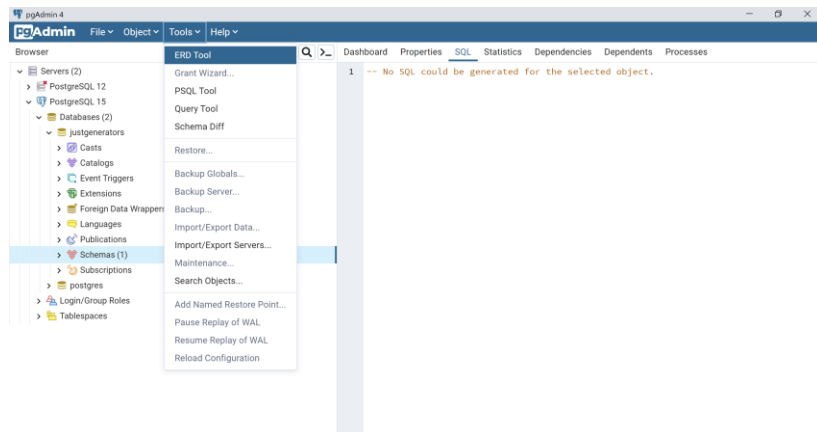 pgAdmin 4
pgAdmin File Object Tools Help
Browser
Dashboard Properties SQL Statistics Dependencies Dependents Processes
1 -- No SQL could be generated for the selected object.
Servers (2)
PostgreSQL 12
PostgreSQL 15
Databases (2)
justgenerators
Casts
Catalogs
Event Triggers
Extensions
Foreign Data Wrappers
Languages
Publications
Schemas (1)
Subscriptions
postgres
Login/Group Roles
Tablespaces
ERD Tool
Grant Wizard...
PSQL Tool
Query Tool
Schema Diff
Restore...
Backup Globals...
Backup Server...
Backup...
Import/Export Data...
Import/Export Servers...
Maintenance...
Search Objects...
Add Named Restore Point...
Pause Replay of WAL
Resume Replay of WAL
Reload Configuration